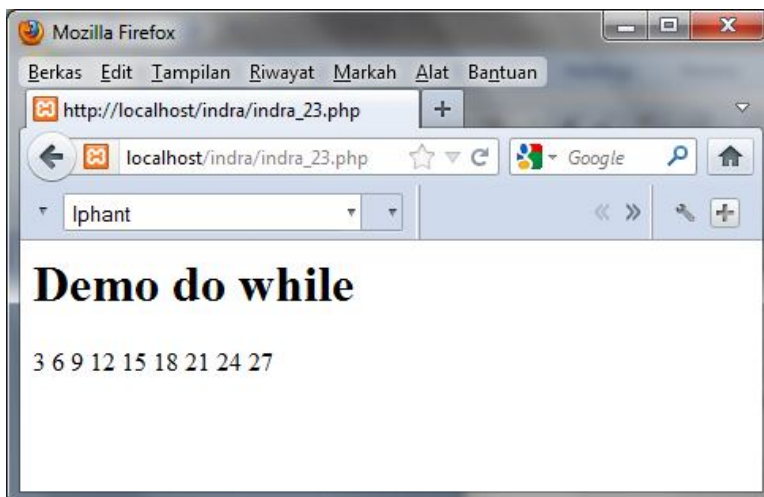 Mozilla Firefox
Berkas Edit Tampilan Riwayat Markah Alat Bantuan
http://localhost/indra/indra_23.php
localhost/indra/indra_23.php Google
Iphant
Demo do while
3 6 9 12 15 18 21 24 27